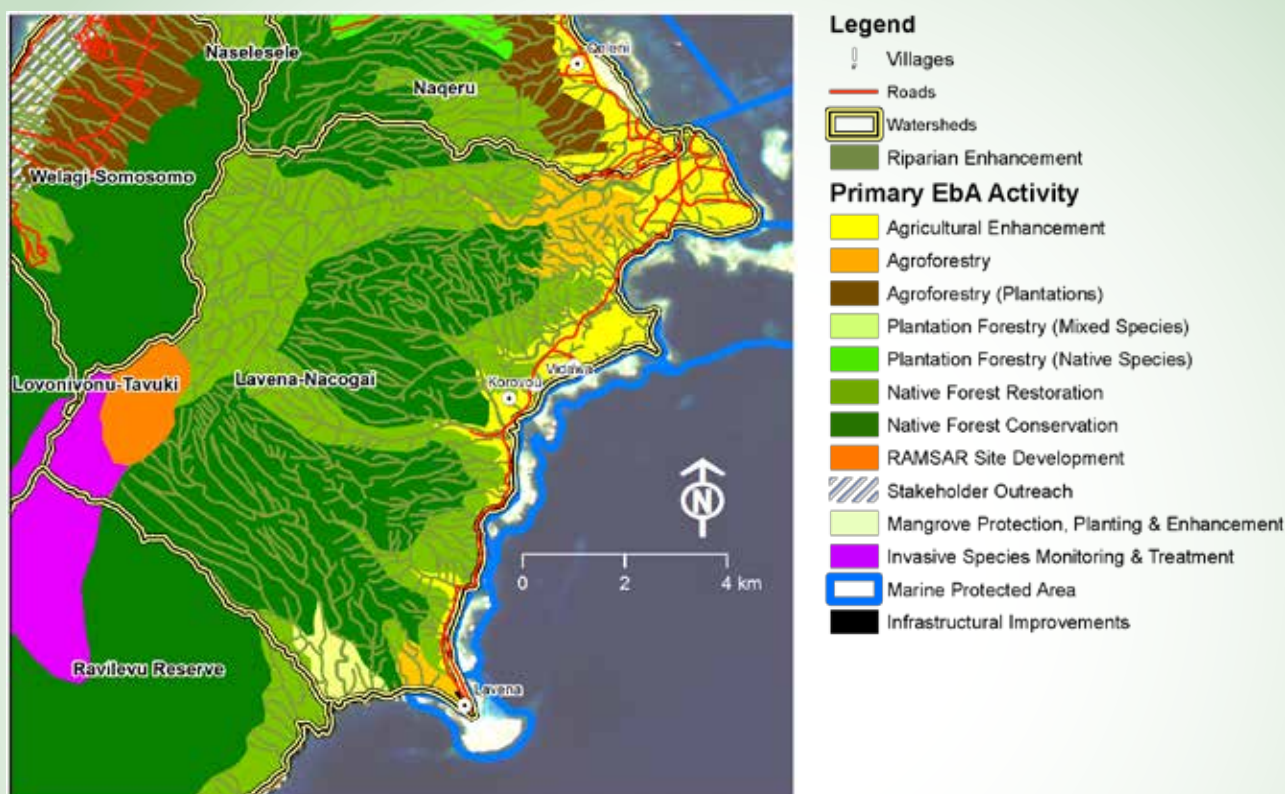 Naselesele
Qeleni
Naqeru
Welagi-Somosomo
Lovonivonu-Tavuki
Lavena-Nacogai
Korovou
Vidawa
N
0 2 4 km
Ravilevu Reserve
Lavena
Legend
Villages
Roads
Watersheds
Riparian Enhancement
Primary EbA Activity
Agricultural Enhancement
Agroforestry
Agroforestry (Plantations)
Plantation Forestry (Mixed Species)
Plantation Forestry (Native Species)
Native Forest Restoration
Native Forest Conservation
RAMSAR Site Development
Stakeholder Outreach
Mangrove Protection, Planting & Enhancement
Invasive Species Monitoring & Treatment
Marine Protected Area
Infrastructural Improvements